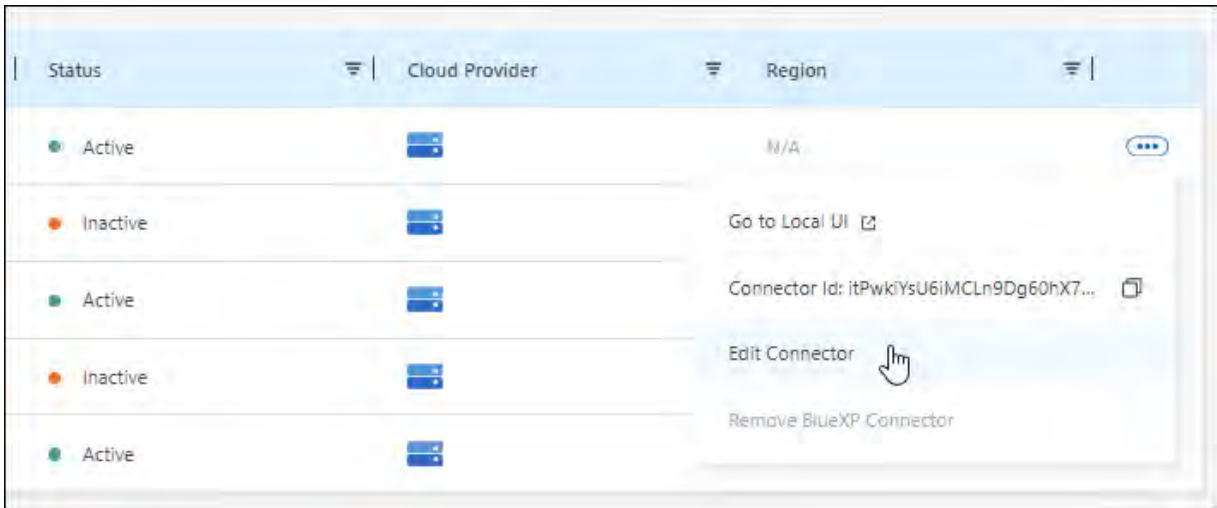 Status Cloud Provider Region
Active N/A
Inactive
Go to Local UI
Connector Id: itPwkiYsU6iMCLn9Dg60hX7...
Active
Edit Connector
Inactive
Remove BlueXP Connector
Active